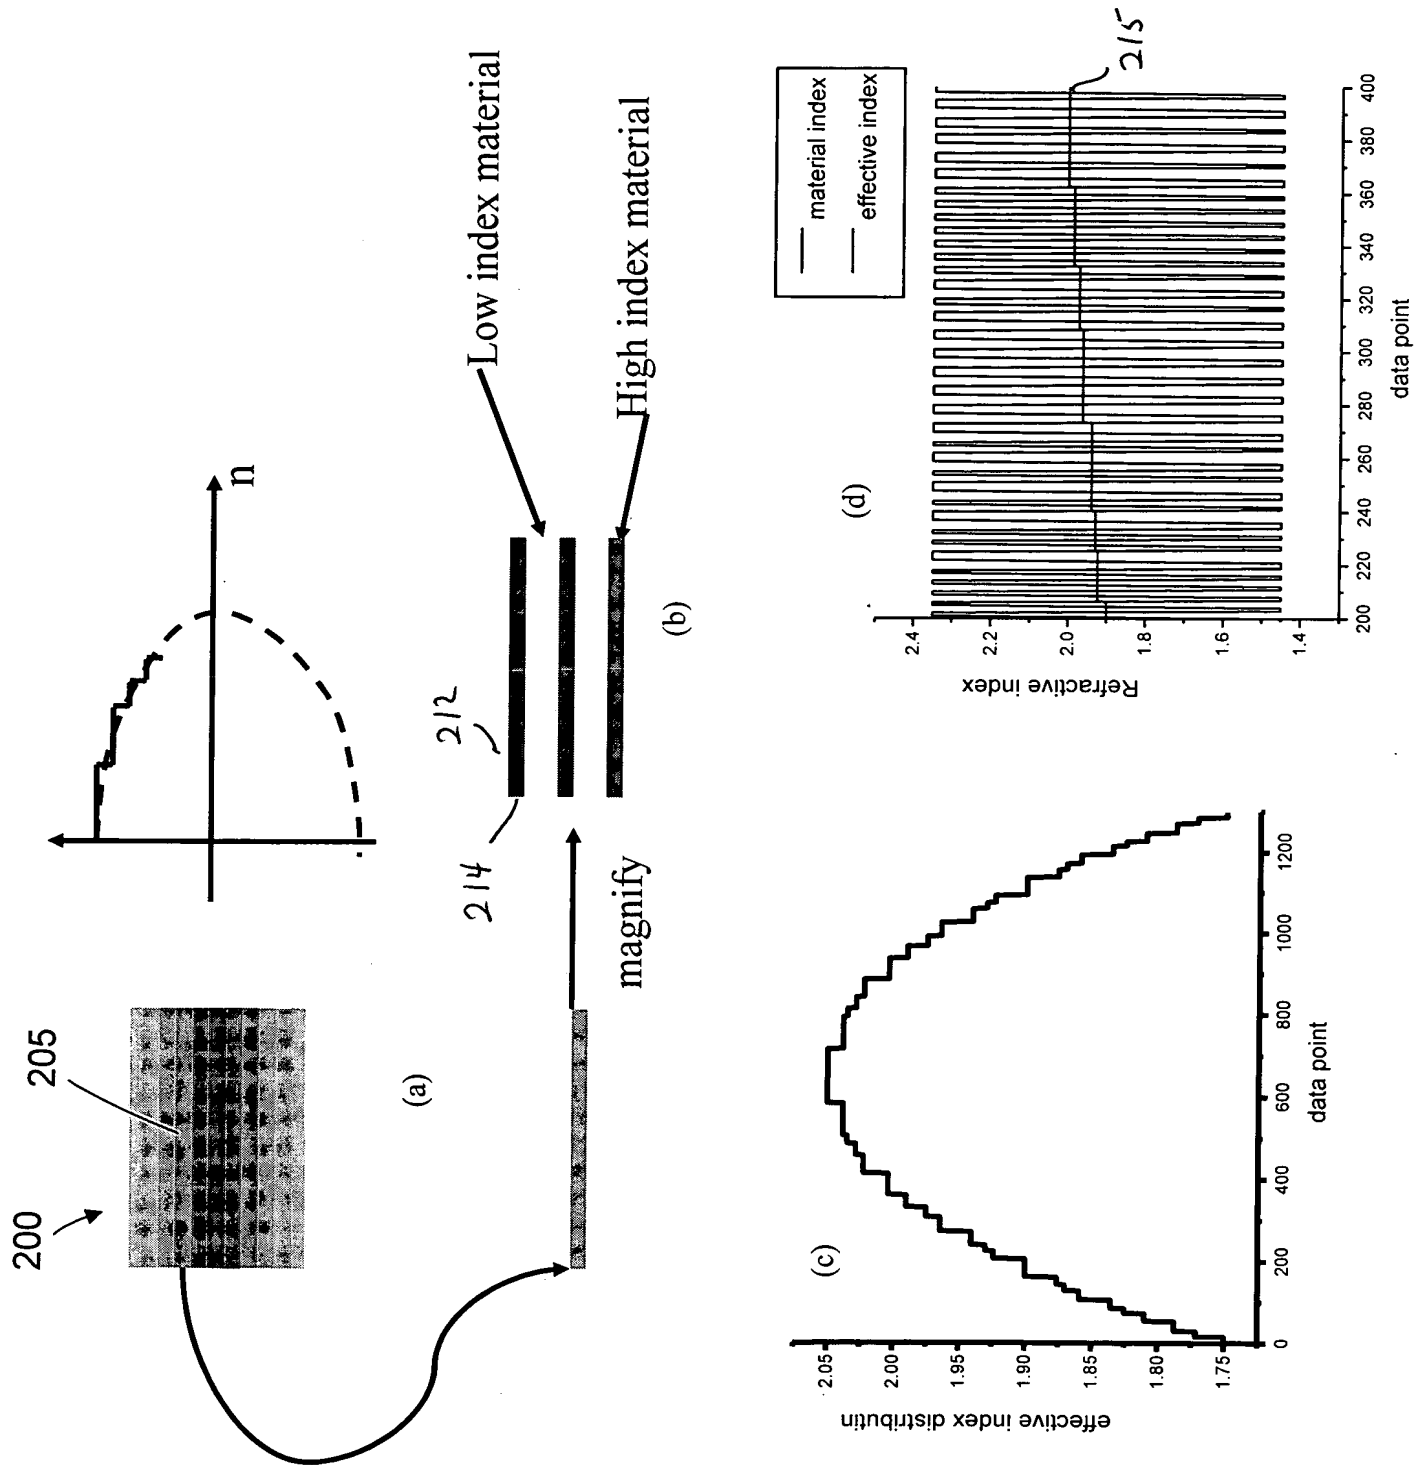 200
205
(a)
n
magnify
214
212
Low index material
High index material
(b)
(c)
effective index distributin
2.05
2.00
1.95
1.90
1.85
1.80
1.75
0
200
400
600
800
1000
1200
data point
(d)
material index
effective index
215
Refractive index
2.4
2.2
2.0
1.8
1.6
1.4
200
220
240
260
280
300
320
340
360
380
400
data point